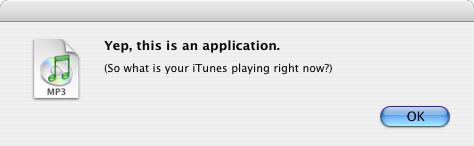 Yep, this is an application.
(So what is your iTunes playing right now?)
MP3
OK